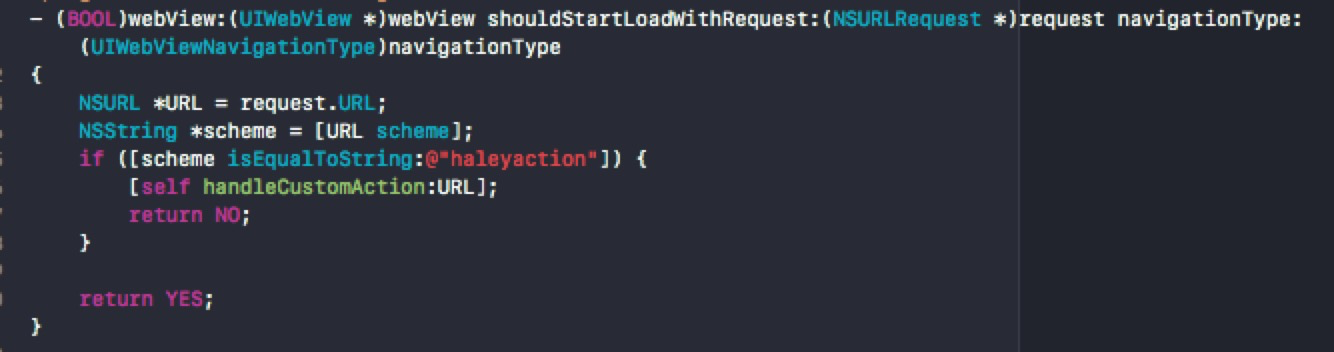 - (BOOL)webView:(UIWebView *)webView shouldStartLoadWithRequest:(NSURLRequest *)request navigationType:
(UIWebViewNavigationType)navigationType
{
NSURL *URL = request.URL;
NSString *scheme = [URL scheme];
if ([scheme isEqualToString:@"haleyaction"]) {
[self handleCustomAction:URL];
return NO;
}
return YES;
}